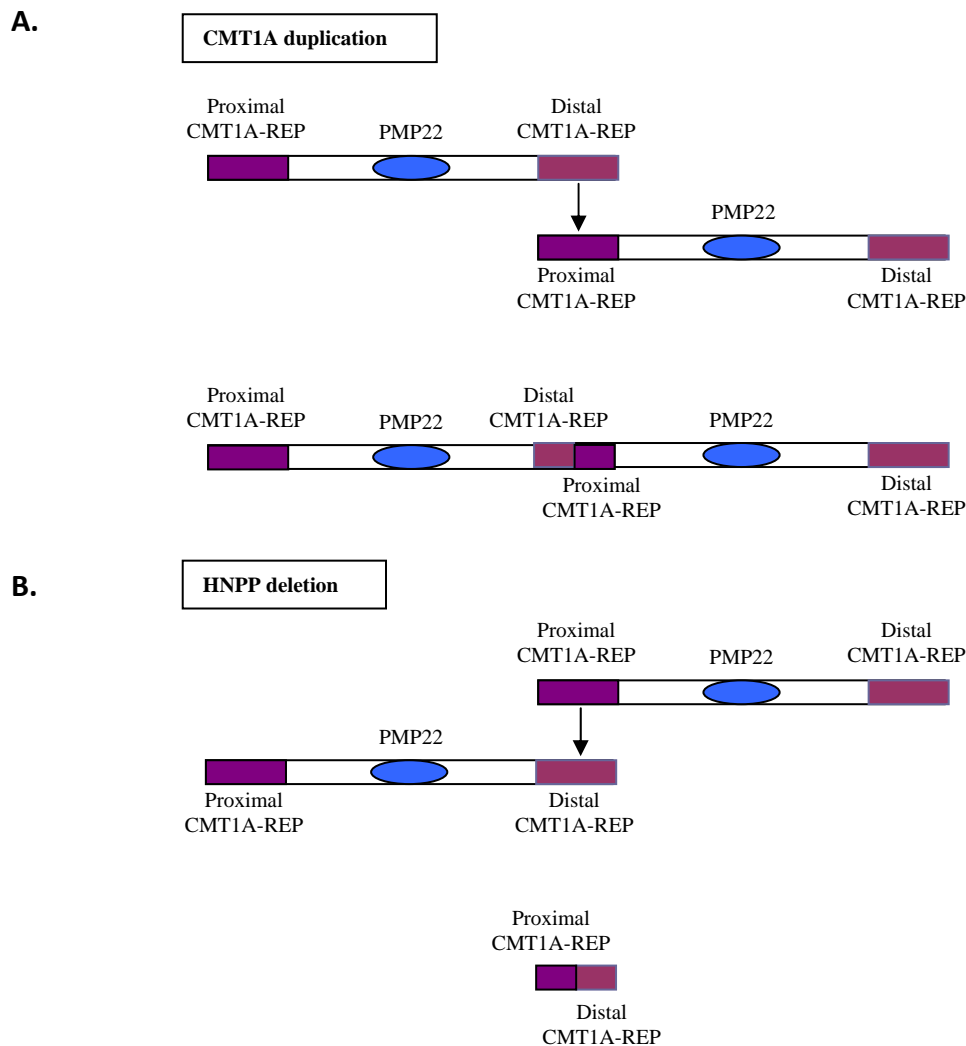 A.
CMT1A duplication
Proximal
CMT1A-REP
PMP22
Distal
CMT1A-REP
PMP22
Proximal
CMT1A-REP
Distal
CMT1A-REP
Proximal
CMT1A-REP
PMP22
Distal
CMT1A-REP
PMP22
Proximal
CMT1A-REP
Distal
CMT1A-REP
B.
HNPP deletion
Proximal
CMT1A-REP
PMP22
Distal
CMT1A-REP
PMP22
Proximal
CMT1A-REP
Distal
CMT1A-REP
Proximal
CMT1A-REP
Distal
CMT1A-REP